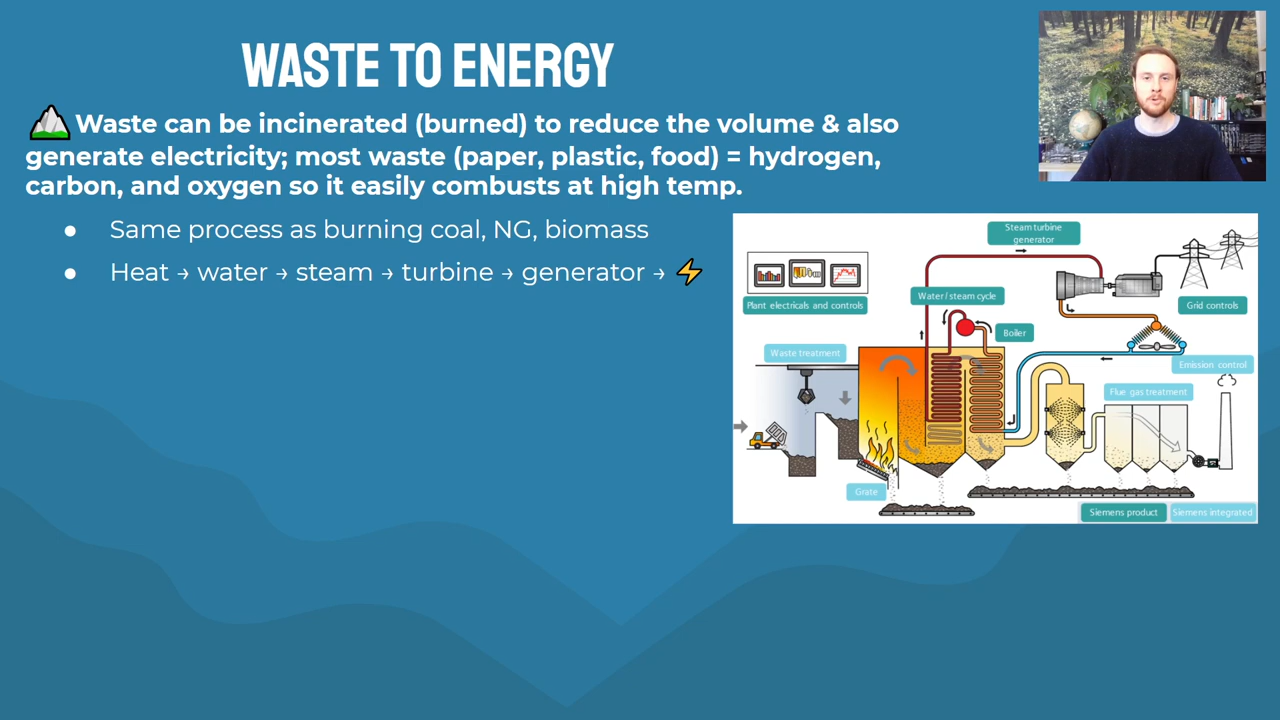 WASTE TO ENERGY
Waste can be incinerated (burned) to reduce the volume & also
generate electricity; most waste (paper, plastic, food) = hydrogen,
carbon, and oxygen so it easily combusts at high temp.
● Same process as burning coal, NG, biomass
● Heat → water → steam → turbine → generator → ⚡
Steam turbine
generator
Plant electricals and controls
Water / steam cycle
Boiler
Grid controls
Waste treatment
Emission control
Flue gas treatment
Grate
Siemens product
Siemens integrated